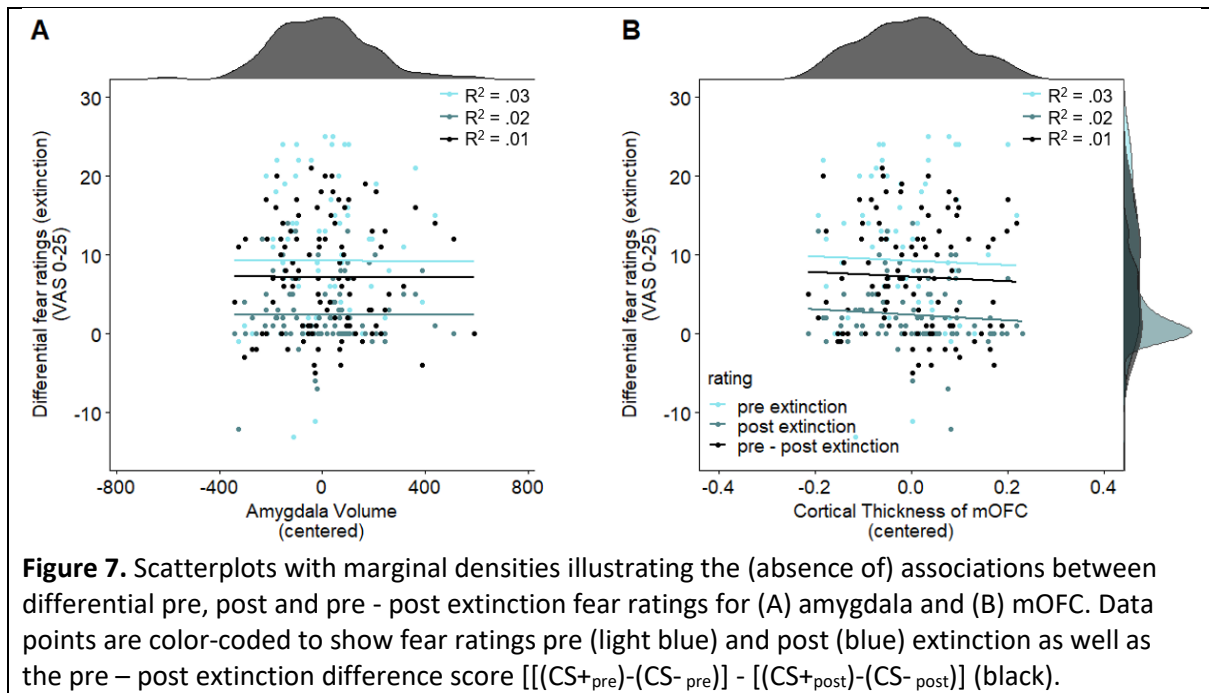 A
B
30
20
10
0
-10
Differential fear ratings (extinction)
(VAS 0-25)
R² = .03
R² = .02
R² = .01
-800 -400 0 400 800
Amygdala Volume
(centered)
30
20
10
0
-10
Differential fear ratings (extinction)
(VAS 0-25)
R² = .03
R² = .02
R² = .01
rating
pre extinction
post extinction
pre - post extinction
-0.4 -0.2 0.0 0.2 0.4
Cortical Thickness of mOFC
(centered)
Figure 7. Scatterplots with marginal densities illustrating the (absence of) associations between
differential pre, post and pre - post extinction fear ratings for (A) amygdala and (B) mOFC. Data
points are color-coded to show fear ratings pre (light blue) and post (blue) extinction as well as
the pre – post extinction difference score [[(CS+pre)-(CS- pre)] - [(CS+post)-(CS- post)] (black).